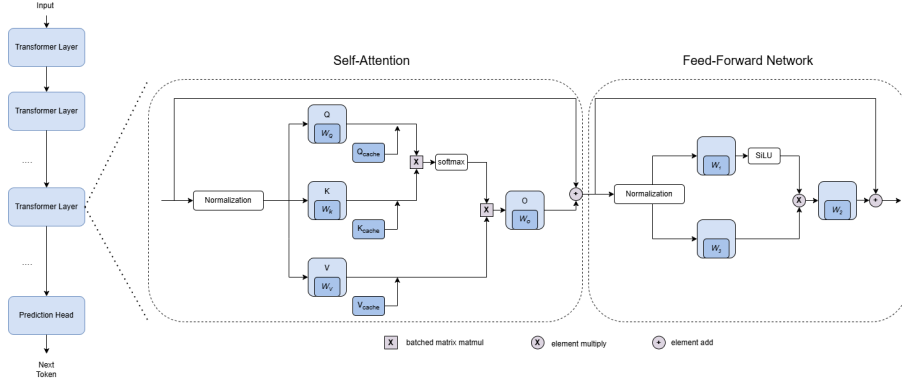 Input
Transformer Layer
Transformer Layer
....
Transformer Layer
....
Prediction Head
Next
Token
Self-Attention
Normalization
Q
W_Q
Q_cache
K
W_K
K_cache
V
W_V
V_cache
X
softmax
X
O
W_o
+
Feed-Forward Network
Normalization
W_1
SiLU
W_3
X
W_2
+
X batched matrix matmul
X element multiply
+ element add